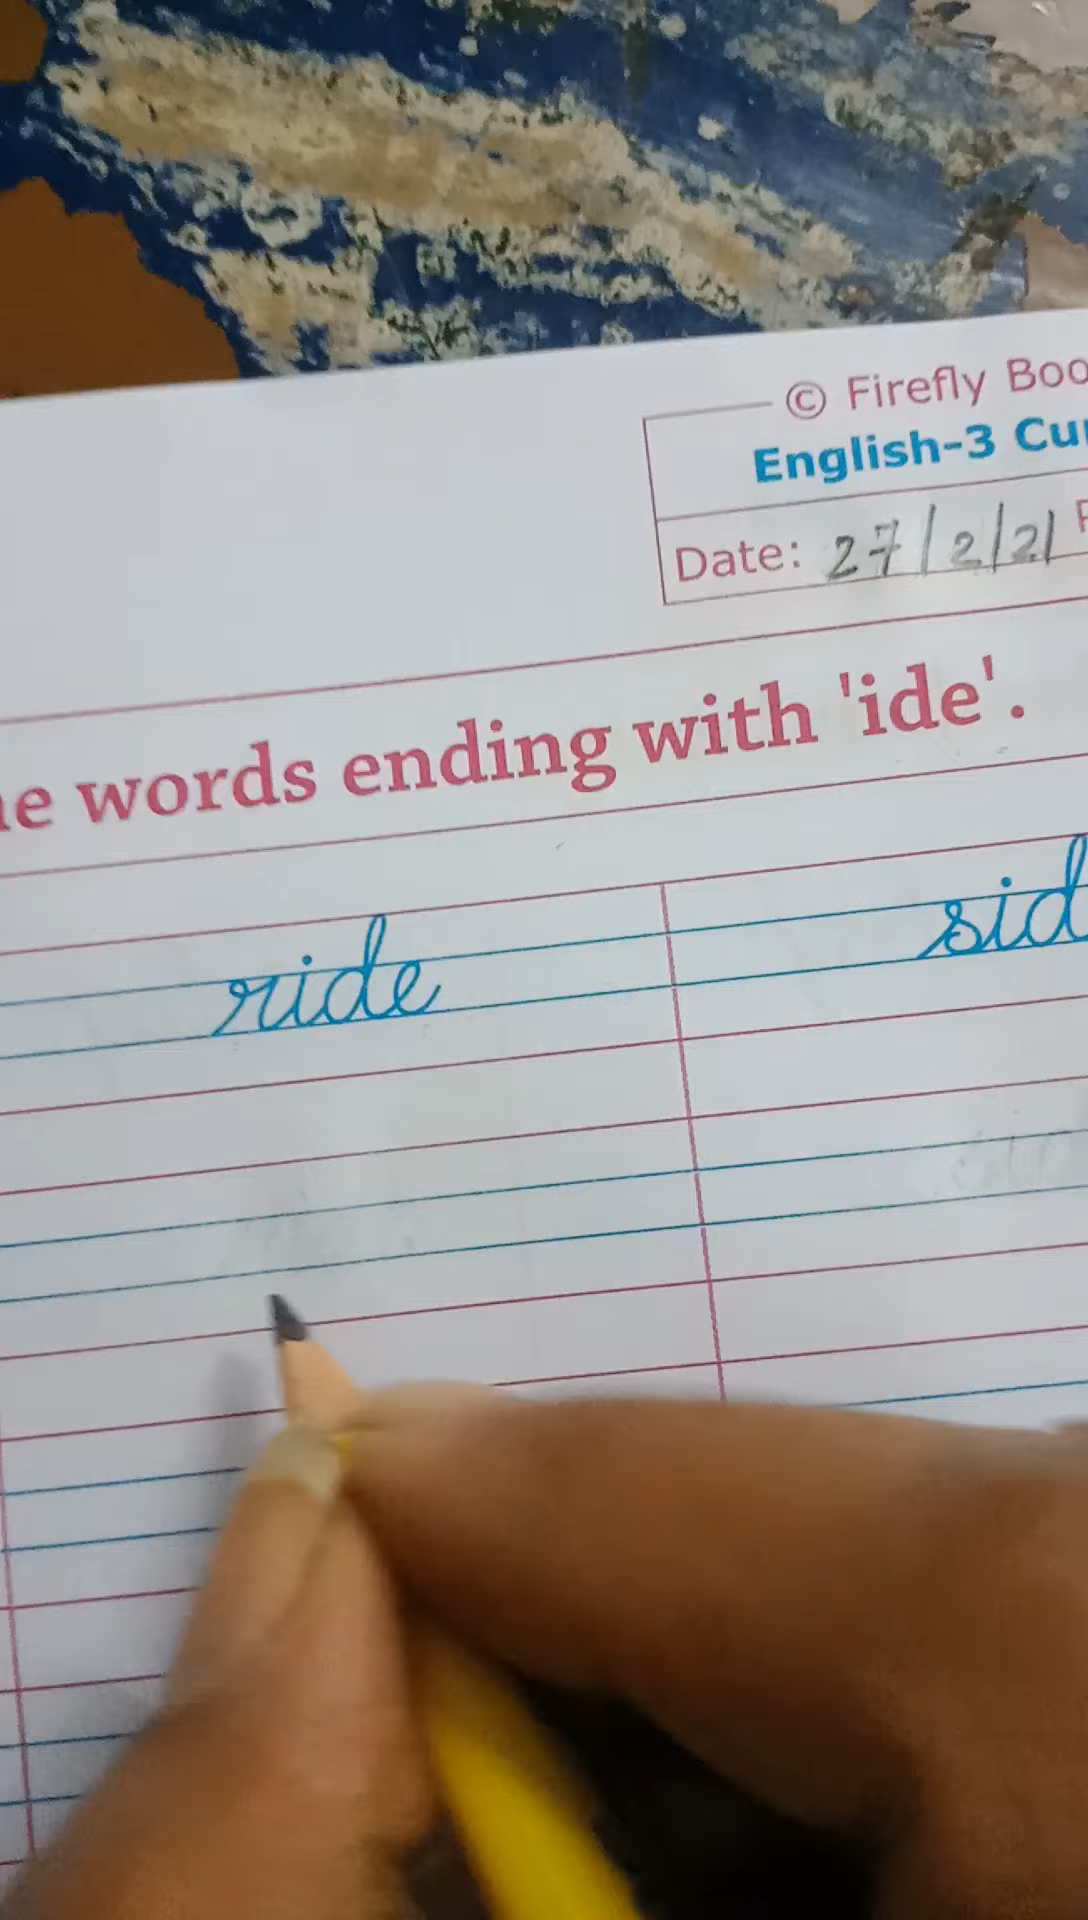 © Firefly Boo
English-3 Cu
Date: 27/2/21
e words ending with 'ide'.
ride sid